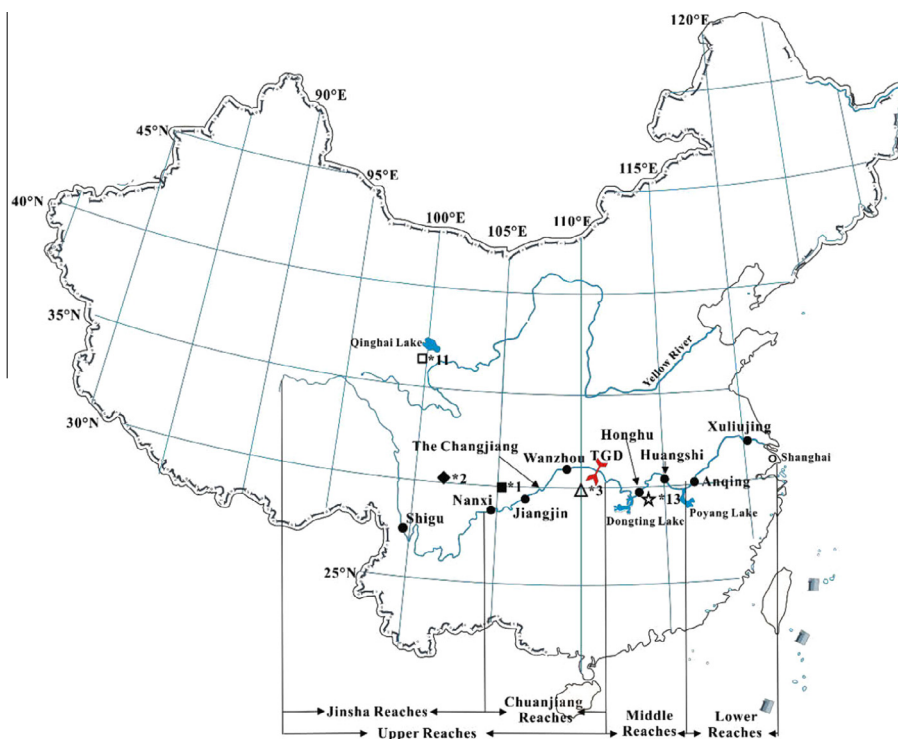 120°E
90°E
45°N
115°E
95°E
40°N
100°E
105°E
110°E
35°N
Qinghai Lake
*11
Yellow River
30°N
Xuliujing
Honghu
The Changjiang
Wanzhou
TGD
Huangshi
Shanghai
*2
*1
*3
*13
Anqing
Nanxi
Jiangjin
Dongting Lake
Poyang Lake
Shigu
25°N
Jinsha Reaches
Chuanjiang
Reaches
Middle
Reaches
Lower
Reaches
Upper Reaches